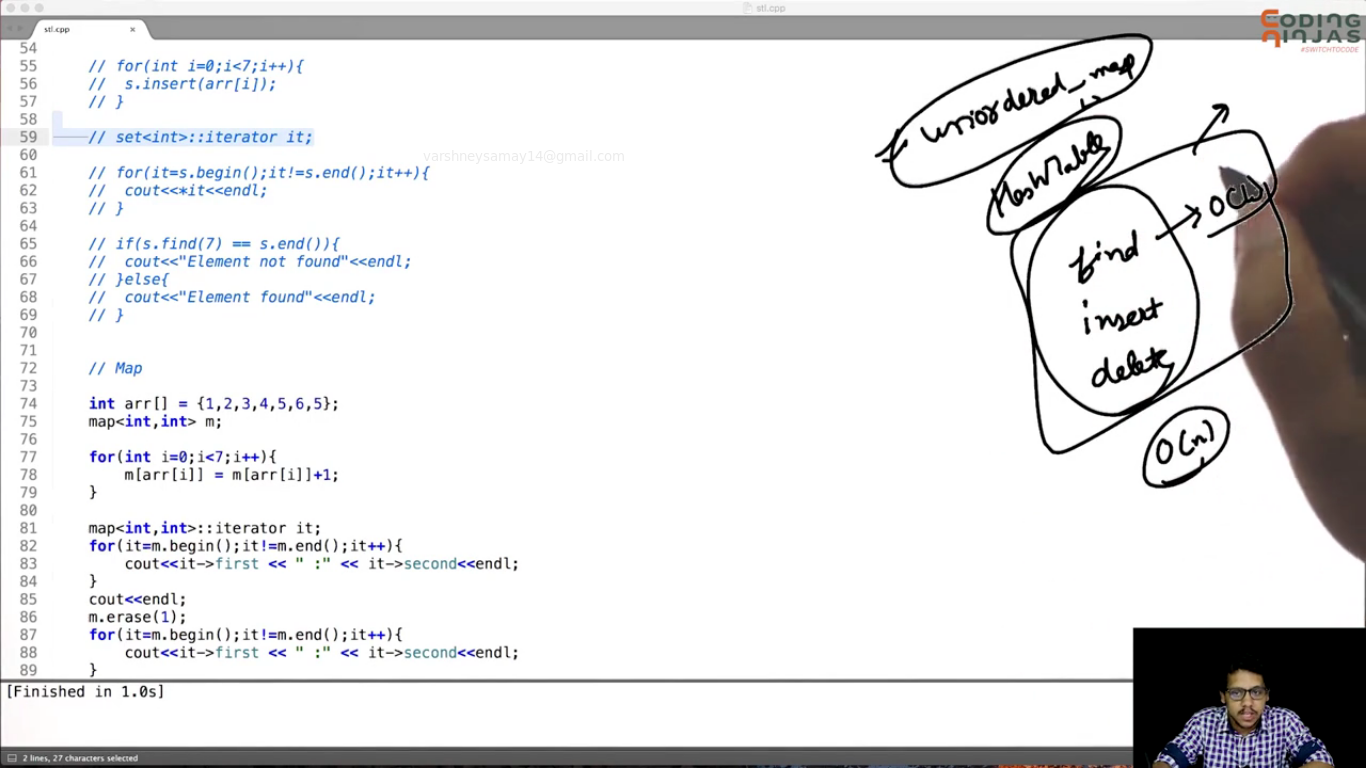 stl.cpp
stl.cpp ×
CODING
NINJAS
#SWITCHTOCODE
54
55 // for(int i=0;i<7;i++){
56 // s.insert(arr[i]);
57 // }
58
59 // set<int>::iterator it;
60
61 // for(it=s.begin();it!=s.end();it++){
62 // cout<<*it<<endl;
63 // }
64
65 // if(s.find(7) == s.end()){
66 // cout<<"Element not found"<<endl;
67 // }else{
68 // cout<<"Element found"<<endl;
69 // }
70
71
72 // Map
73
74 int arr[] = {1,2,3,4,5,6,5};
75 map<int,int> m;
76
77 for(int i=0;i<7;i++){
78 m[arr[i]] = m[arr[i]]+1;
79 }
80
81 map<int,int>::iterator it;
82 for(it=m.begin();it!=m.end();it++){
83 cout<<it->first << " :" << it->second<<endl;
84 }
85 cout<<endl;
86 m.erase(1);
87 for(it=m.begin();it!=m.end();it++){
88 cout<<it->first << " :" << it->second<<endl;
89 }
varshneysamay14@gmail.com
unordered_map
HashTable
find
insert
delete
O(n)
[Finished in 1.0s]
2 lines, 27 characters selected